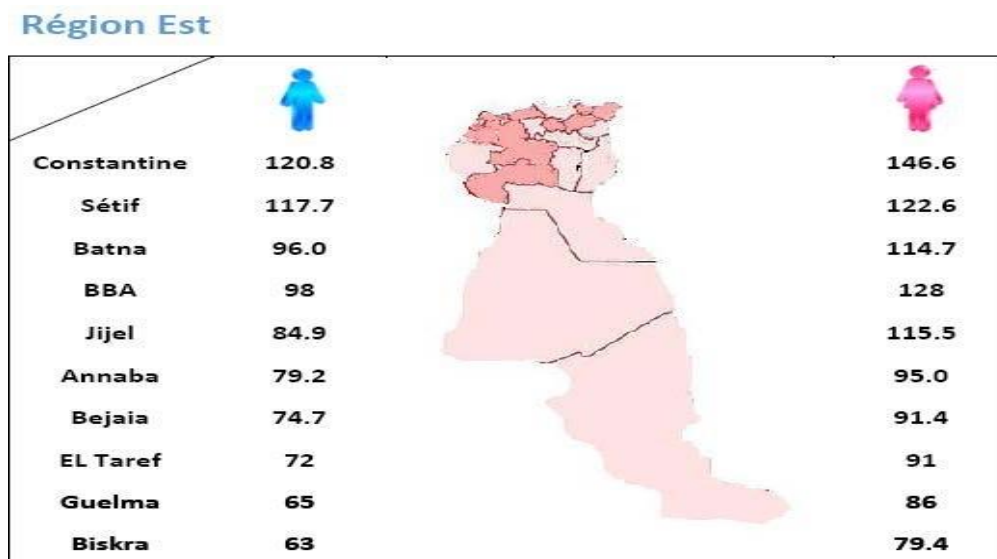 Région Est
Constantine 120.8 146.6
Sétif 117.7 122.6
Batna 96.0 114.7
BBA 98 128
Jijel 84.9 115.5
Annaba 79.2 95.0
Bejaia 74.7 91.4
EL Taref 72 91
Guelma 65 86
Biskra 63 79.4